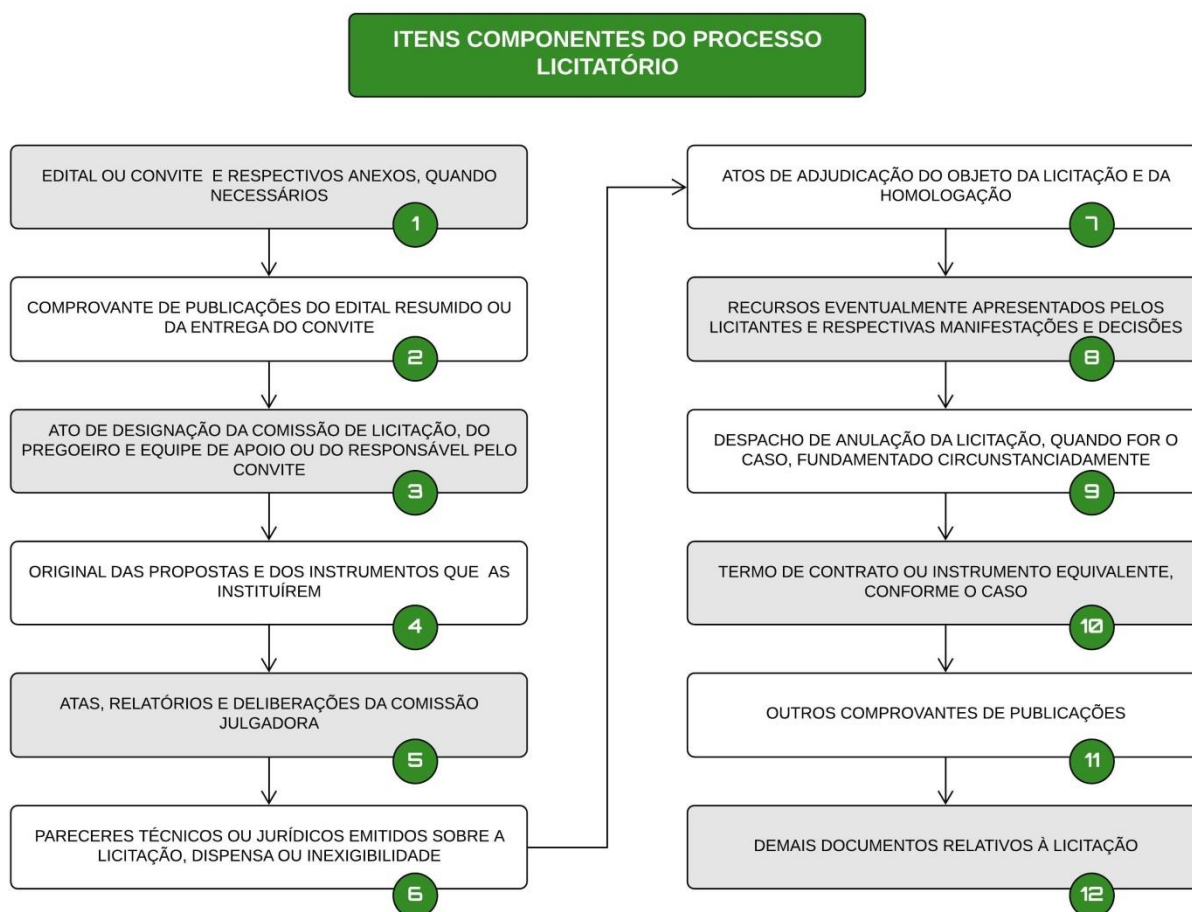 ITENS COMPONENTES DO PROCESSO
LICITATÓRIO
EDITAL OU CONVITE E RESPECTIVOS ANEXOS, QUANDO
NECESSÁRIOS
1
COMPROVANTE DE PUBLICAÇÕES DO EDITAL RESUMIDO OU
DA ENTREGA DO CONVITE
2
ATO DE DESIGNAÇÃO DA COMISSÃO DE LICITAÇÃO, DO
PREGOEIRO E EQUIPE DE APOIO OU DO RESPONSÁVEL PELO
CONVITE
3
ORIGINAL DAS PROPOSTAS E DOS INSTRUMENTOS QUE AS
INSTITUÍREM
4
ATAS, RELATÓRIOS E DELIBERAÇÕES DA COMISSÃO
JULGADORA
5
PARECERES TÉCNICOS OU JURÍDICOS EMITIDOS SOBRE A
LICITAÇÃO, DISPENSA OU INEXIGIBILIDADE
6
ATOS DE ADJUDICAÇÃO DO OBJETO DA LICITAÇÃO E DA
HOMOLOGAÇÃO
7
RECURSOS EVENTUALMENTE APRESENTADOS PELOS
LICITANTES E RESPECTIVAS MANIFESTAÇÕES E DECISÕES
8
DESPACHO DE ANULAÇÃO DA LICITAÇÃO, QUANDO FOR O
CASO, FUNDAMENTADO CIRCUNSTANCIADAMENTE
9
TERMO DE CONTRATO OU INSTRUMENTO EQUIVALENTE,
CONFORME O CASO
10
OUTROS COMPROVANTES DE PUBLICAÇÕES
11
DEMAIS DOCUMENTOS RELATIVOS À LICITAÇÃO
12